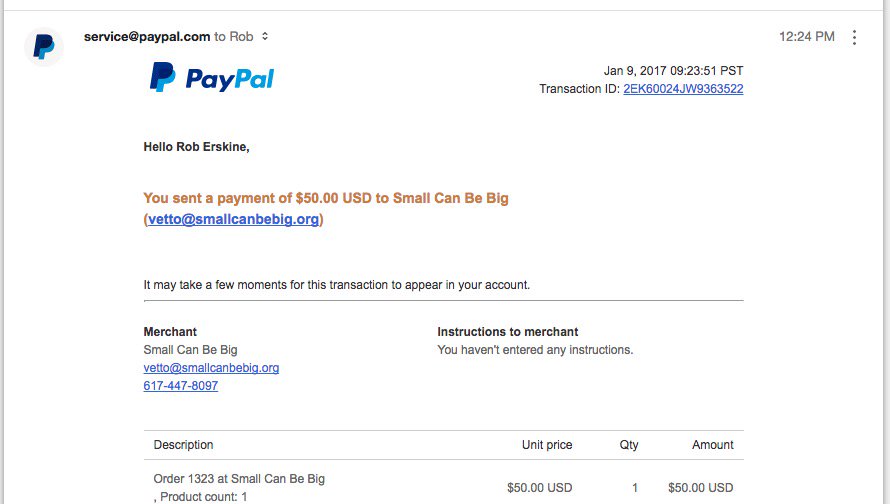 service@paypal.com to Rob
12:24 PM
PayPal
Jan 9, 2017 09:23:51 PST
Transaction ID: 2EK60024JW9363522
Hello Rob Erskine,
You sent a payment of $50.00 USD to Small Can Be Big
(vetto@smallcanbebig.org)
It may take a few moments for this transaction to appear in your account.
Merchant
Small Can Be Big
vetto@smallcanbebig.org
617-447-8097
Instructions to merchant
You haven't entered any instructions.
Description Unit price Qty Amount
Order 1323 at Small Can Be Big
, Product count: 1
$50.00 USD 1 $50.00 USD